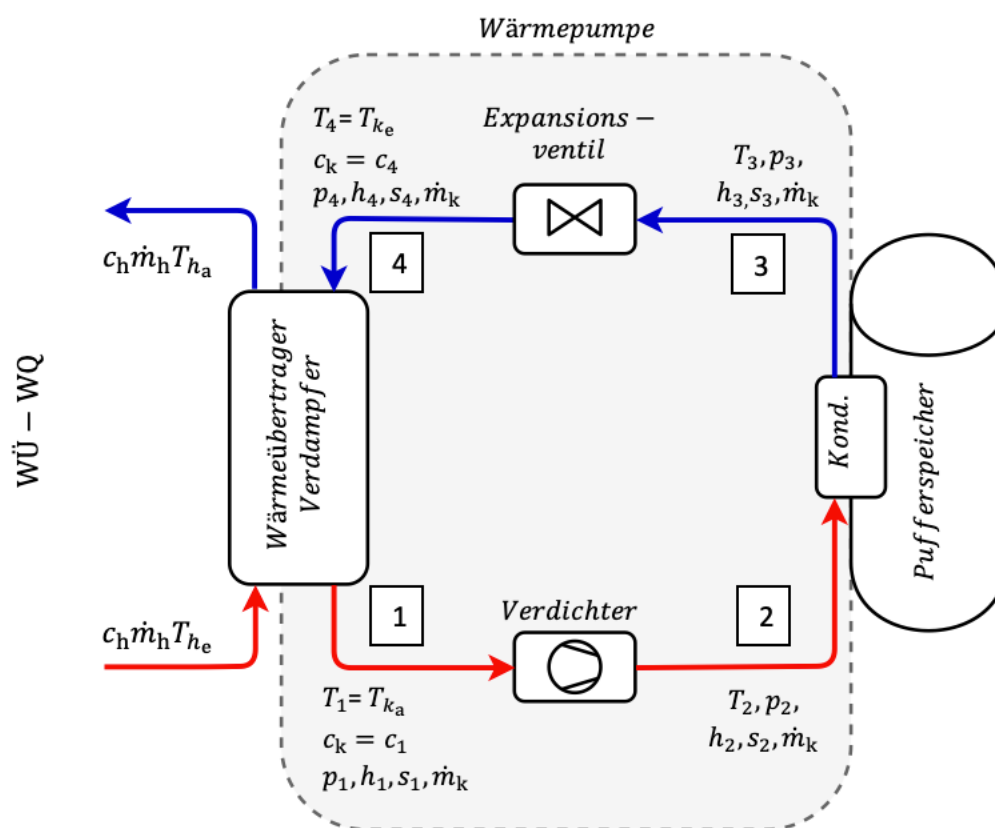 Wärmepumpe
T₄= Tₖₑ
cₖ = c₄
p₄, h₄, s₄, ṁₖ
Expansions −
ventil
T₃, p₃,
h₃,s₃, ṁₖ
4
3
cₕṁₕTₕₐ
WÜ − WQ
Wärmeübertrager
Verdampfer
Kond.
Pufferspeicher
cₕṁₕTₕₑ
1
Verdichter
2
T₁= Tₖₐ
cₖ = c₁
p₁, h₁, s₁, ṁₖ
T₂, p₂,
h₂, s₂, ṁₖ